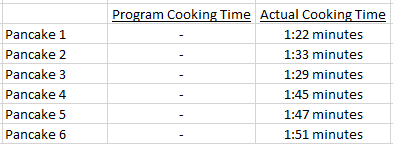 Program Cooking Time Actual Cooking Time
Pancake 1 - 1:22 minutes
Pancake 2 - 1:33 minutes
Pancake 3 - 1:29 minutes
Pancake 4 - 1:45 minutes
Pancake 5 - 1:47 minutes
Pancake 6 - 1:51 minutes